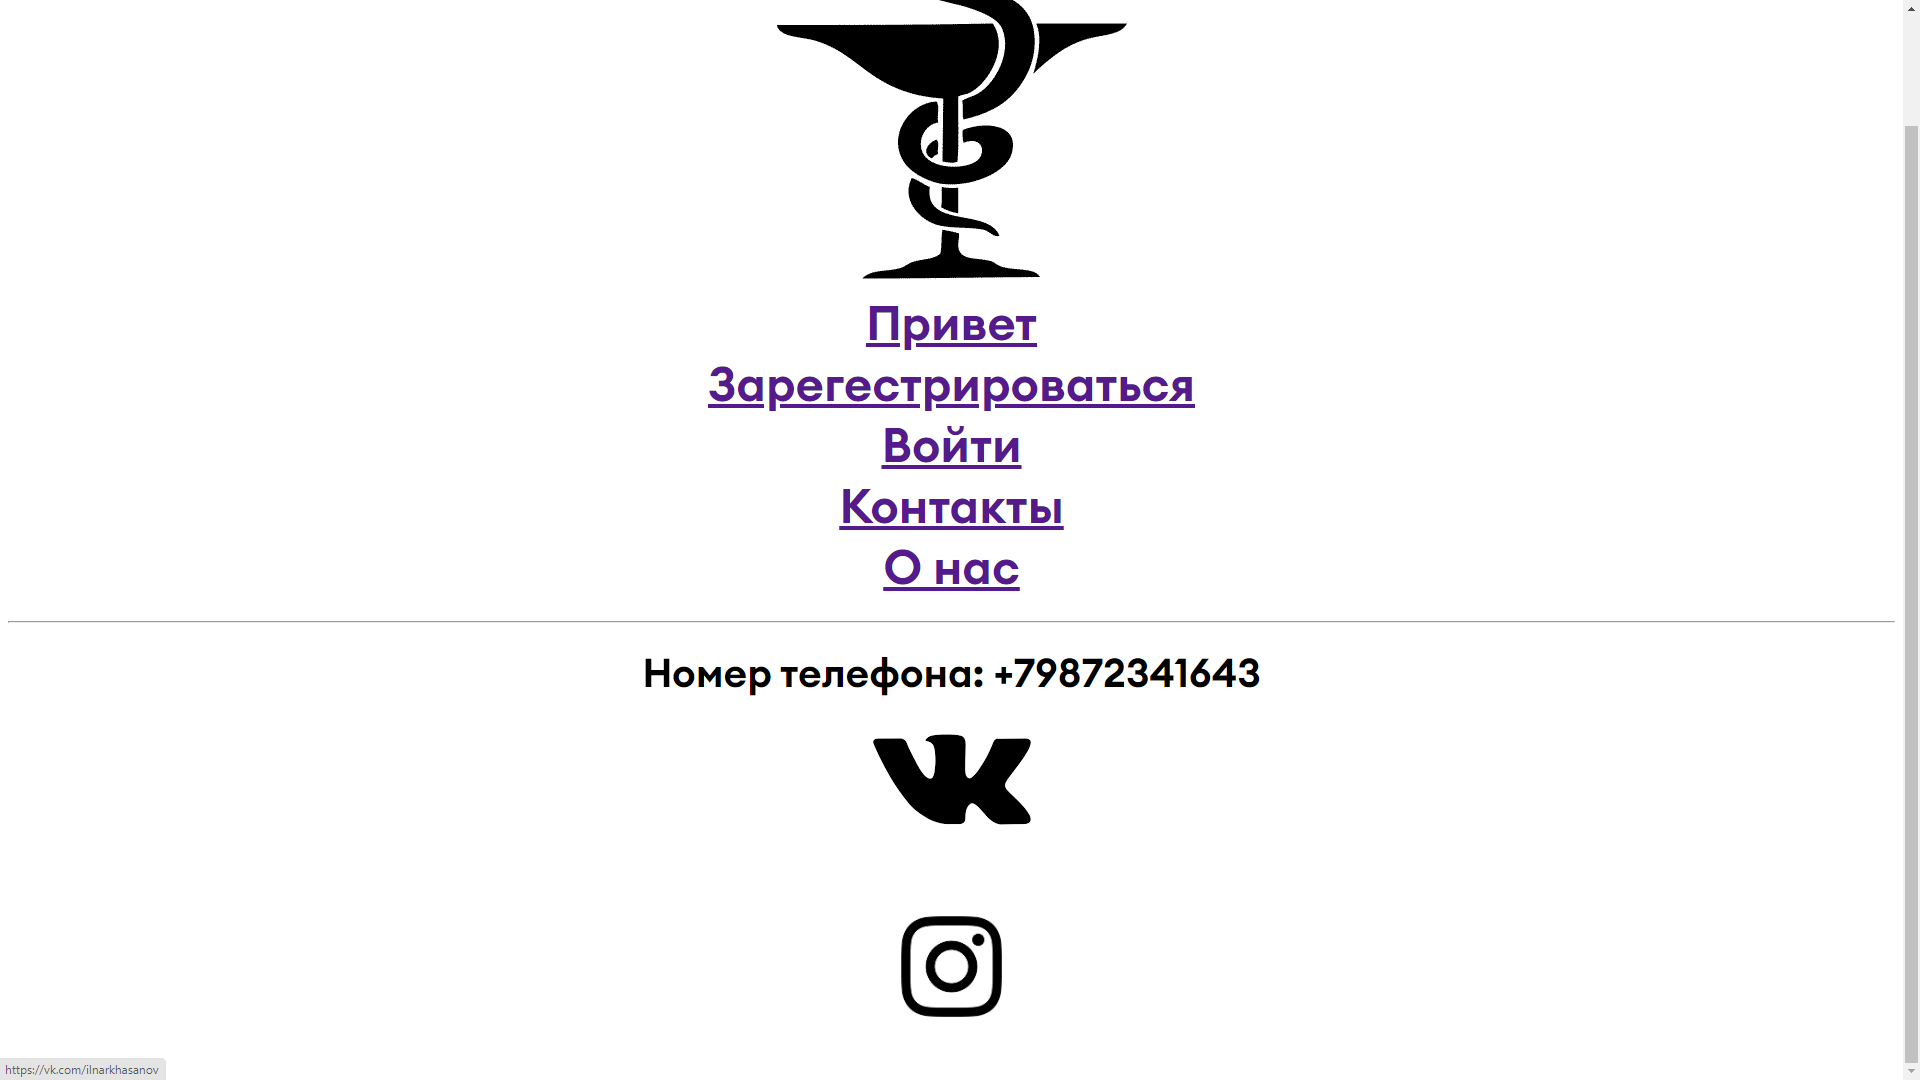 Привет
Зарегестрироваться
Войти
Контакты
О нас
Номер телефона: +79872341643
https://vk.com/ilnarkhasanov